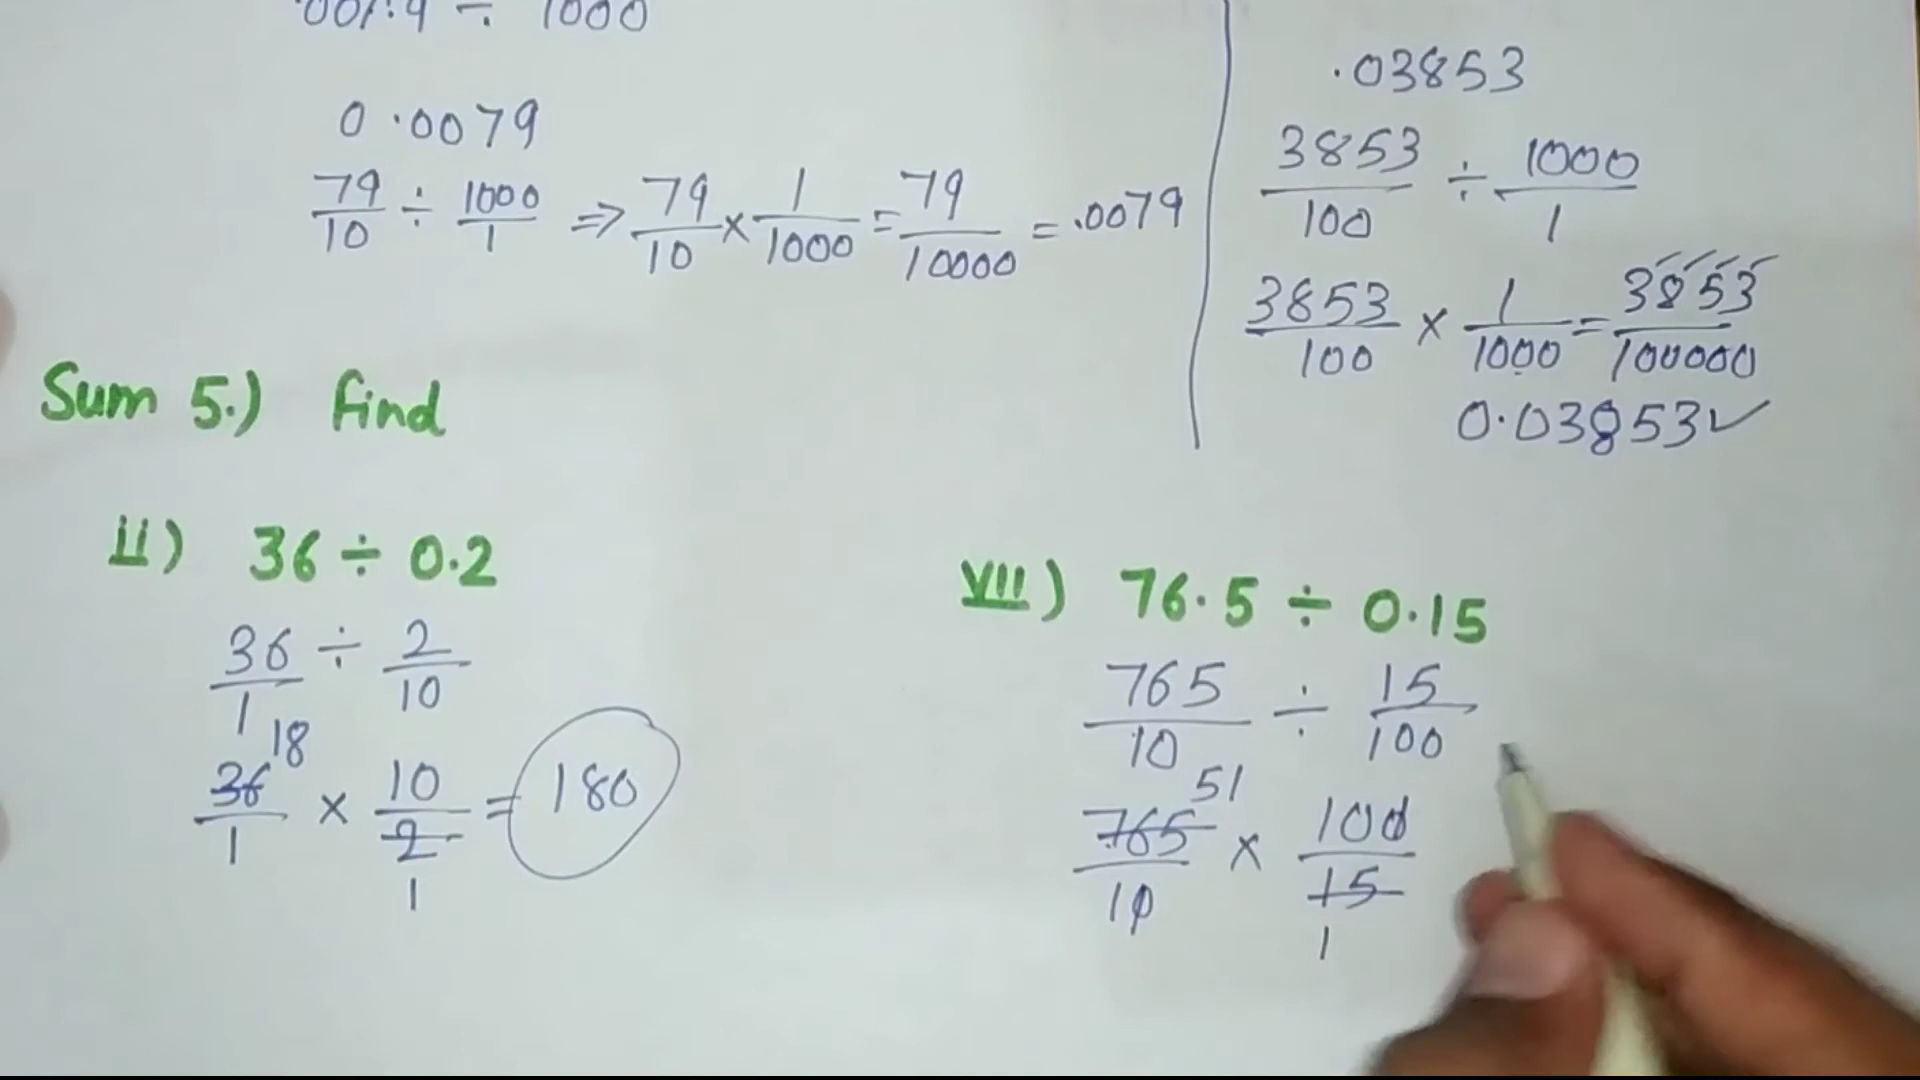 ÷ 1000
0.0079
79/10 ÷ 1000/1 => 79/10 × 1/1000 = 79/10000 = .0079
.03853
3853/100 ÷ 1000/1
3853/100 × 1/1000 = 3853/100000
0.03853✓
Sum 5.) Find
ii) 36 ÷ 0.2
36/1 ÷ 2/10
18
36/1 × 10/2 = 180
1
vii) 76.5 ÷ 0.15
765/10 ÷ 15/100
51
765/10 × 100/15
1